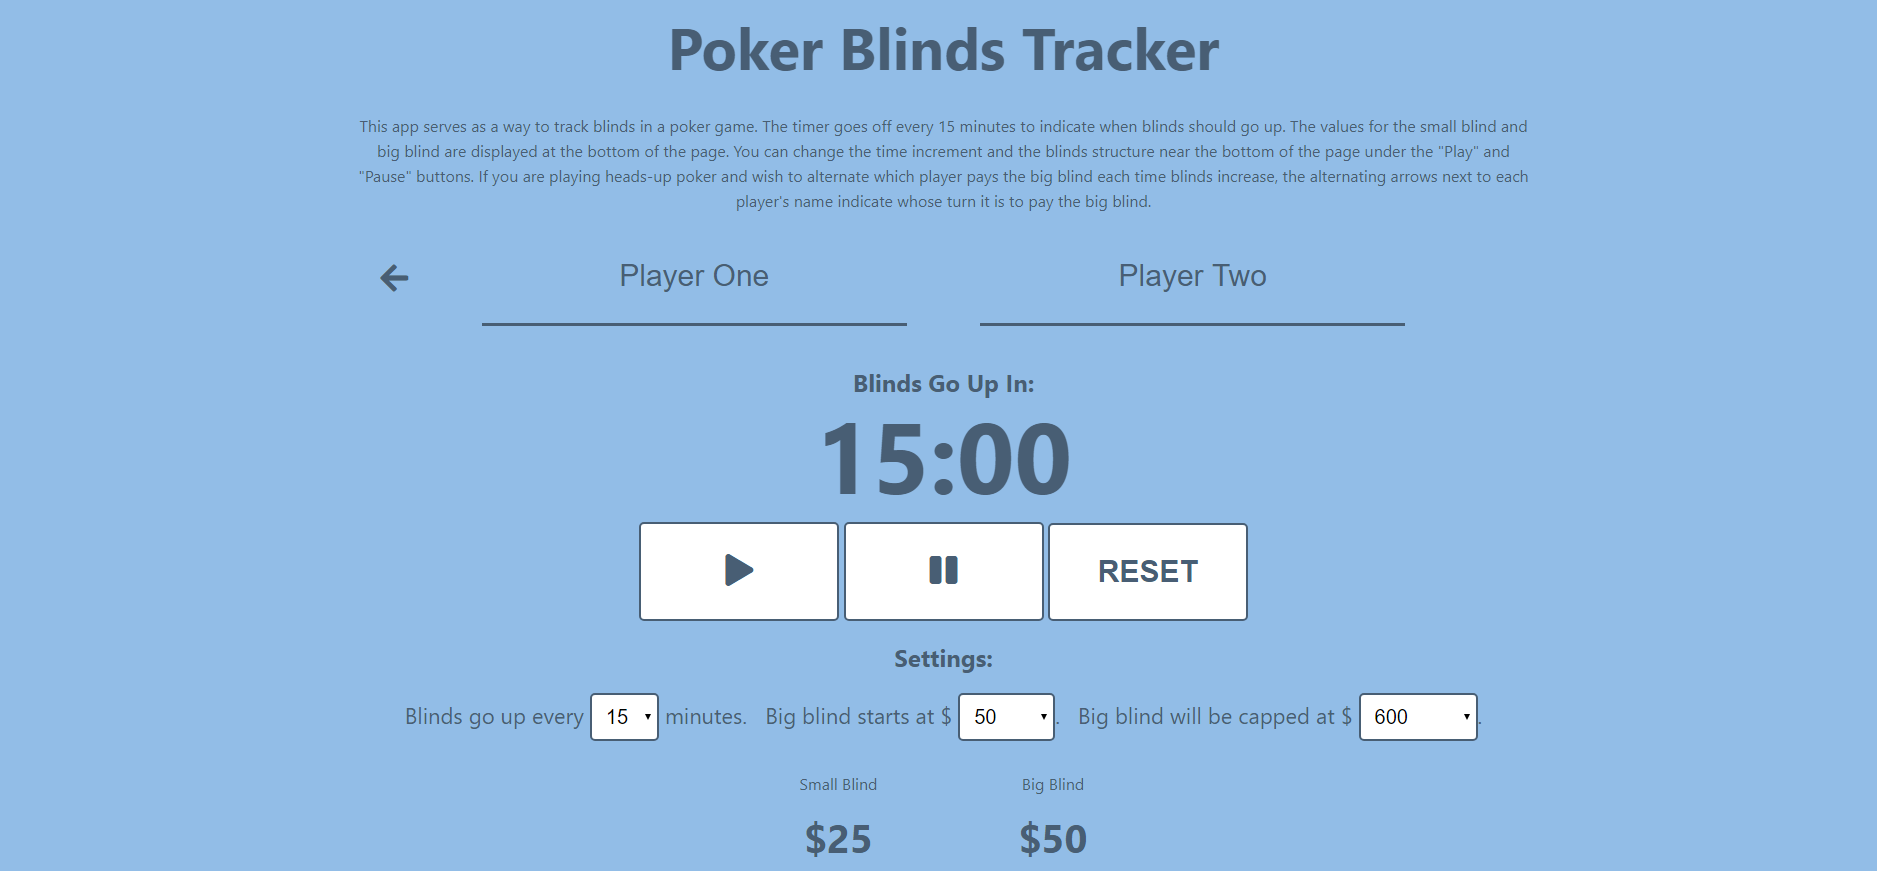 Poker Blinds Tracker
This app serves as a way to track blinds in a poker game. The timer goes off every 15 minutes to indicate when blinds should go up. The values for the small blind and
big blind are displayed at the bottom of the page. You can change the time increment and the blinds structure near the bottom of the page under the "Play" and
"Pause" buttons. If you are playing heads-up poker and wish to alternate which player pays the big blind each time blinds increase, the alternating arrows next to each
player's name indicate whose turn it is to pay the big blind.
Player One Player Two
Blinds Go Up In:
15:00
RESET
Settings:
Blinds go up every 15 minutes. Big blind starts at $ 50. Big blind will be capped at $ 600.
Small Blind Big Blind
$25 $50